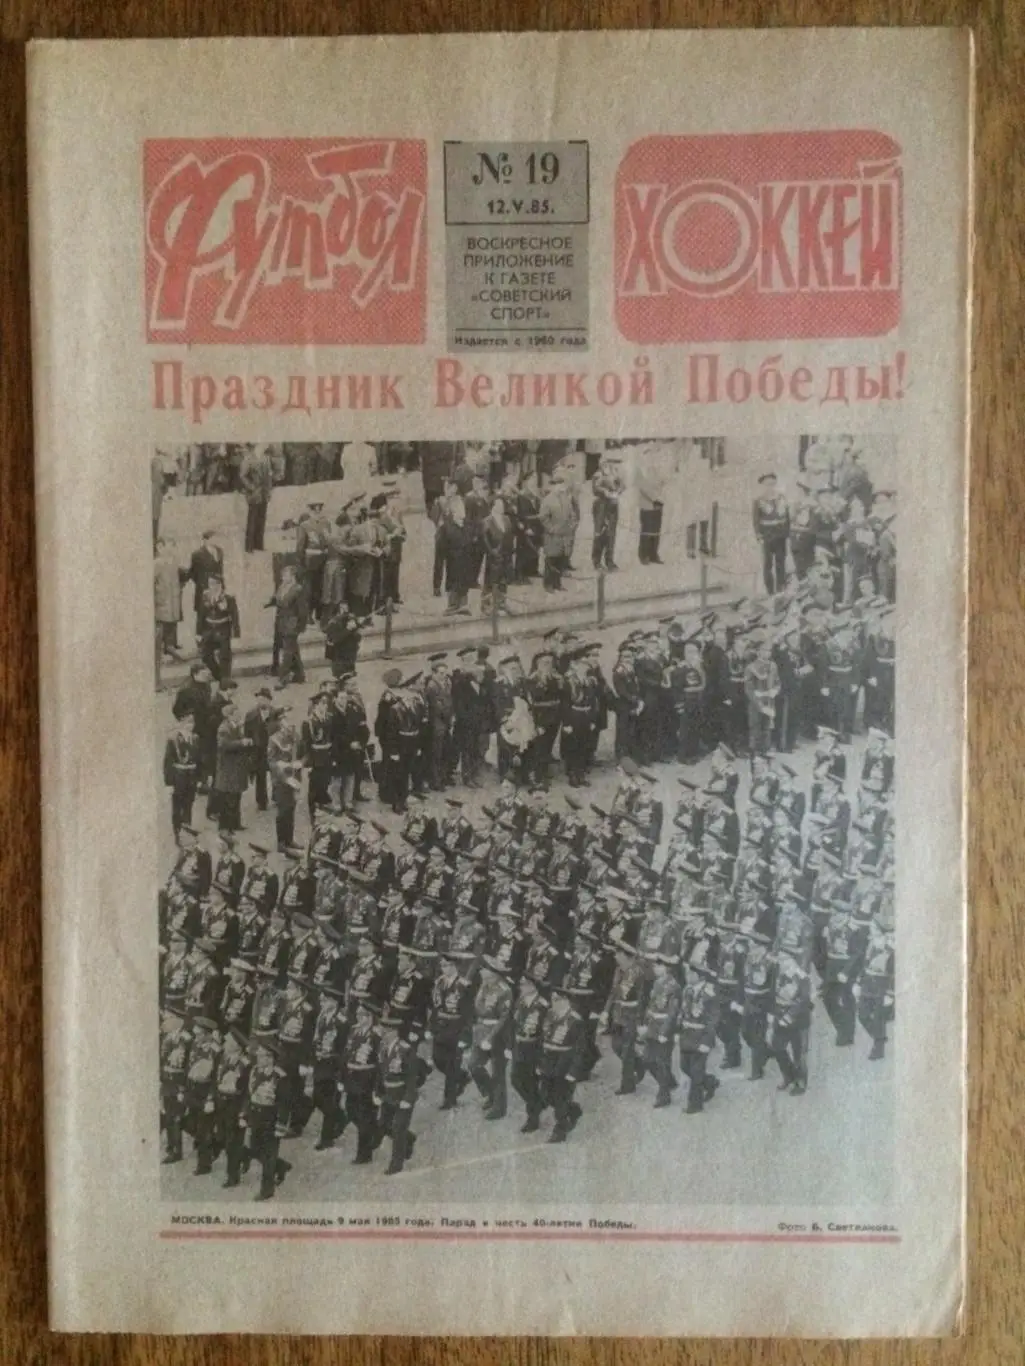 Футбол
№ 19
12.V.85.
ВОСКРЕСНОЕ
ПРИЛОЖЕНИЕ
К ГАЗЕТЕ
«СОВЕТСКИЙ
СПОРТ»
Издается с 1960 года
ХОККЕЙ
Праздник Великой Победы!
МОСКВА. Красная площадь 9 мая 1985 года. Парад в честь 40-летия Победы.
Фото Б. Светланова.